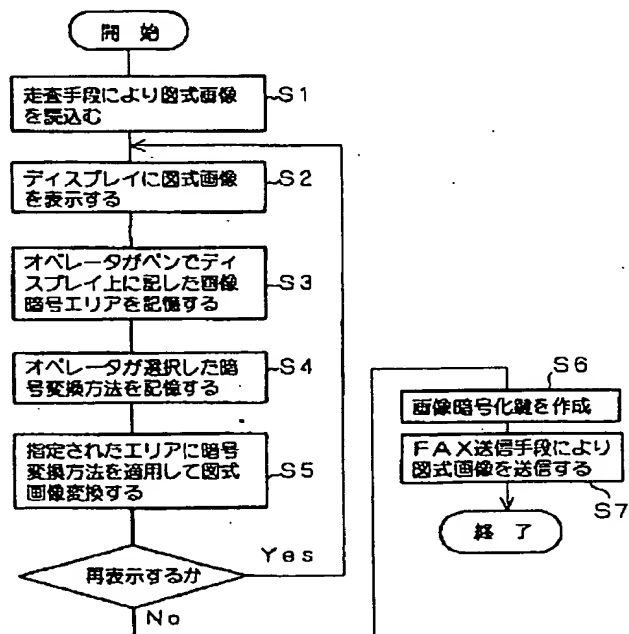 開 始
走査手段により図式画像
を読込む
S1
ディスプレイに図式画像
を表示する
S2
オペレータがペンでディ
スプレイ上に記した画像
暗号エリアを記憶する
S3
オペレータが選択した暗
号変換方法を記憶する
S4
指定されたエリアに暗号
変換方法を適用して図式
画像変換する
S5
再表示するか
Yes
No
S6
画像暗号化鍵を作成
FAX送信手段により
図式画像を送信する
S7
終 了